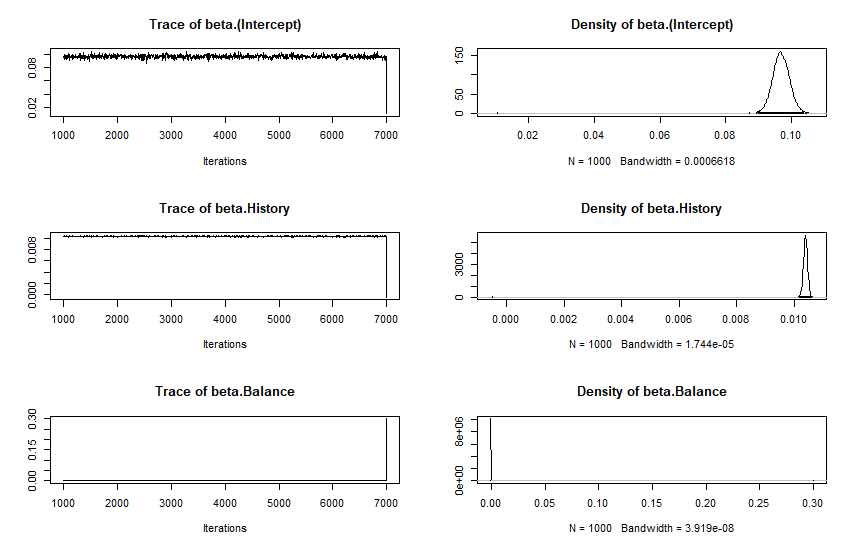 Trace of beta.(Intercept)
0.08
0.02
1000 2000 3000 4000 5000 6000 7000
Iterations
Density of beta.(Intercept)
150
50
0
0.02 0.04 0.06 0.08 0.10
N = 1000 Bandwidth = 0.0006618
Trace of beta.History
0.008
0.000
1000 2000 3000 4000 5000 6000 7000
Iterations
Density of beta.History
3000
0
0.000 0.002 0.004 0.006 0.008 0.010
N = 1000 Bandwidth = 1.744e-05
Trace of beta.Balance
0.30
0.15
0.00
1000 2000 3000 4000 5000 6000 7000
Iterations
Density of beta.Balance
8e+06
0e+00
0.00 0.05 0.10 0.15 0.20 0.25 0.30
N = 1000 Bandwidth = 3.919e-08